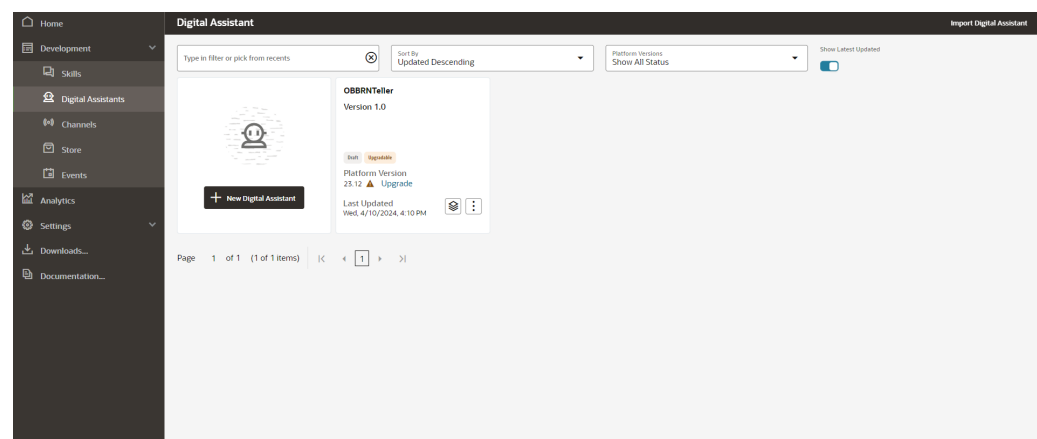 Home
Development
Skills
Digital Assistants
Channels
Store
Events
Analytics
Settings
Downloads...
Documentation...
Digital Assistant
Import Digital Assistant
Type in filter or pick from recents
Sort By
Updated Descending
Platform Versions
Show All Status
Show Latest Updated
New Digital Assistant
OBBRNTeller
Version 1.0
Draft Upgradable
Platform Version
23.12 Upgrade
Last Updated
Wed, 4/10/2024, 4:10 PM
Page 1 of 1 (1 of 1 items) 1